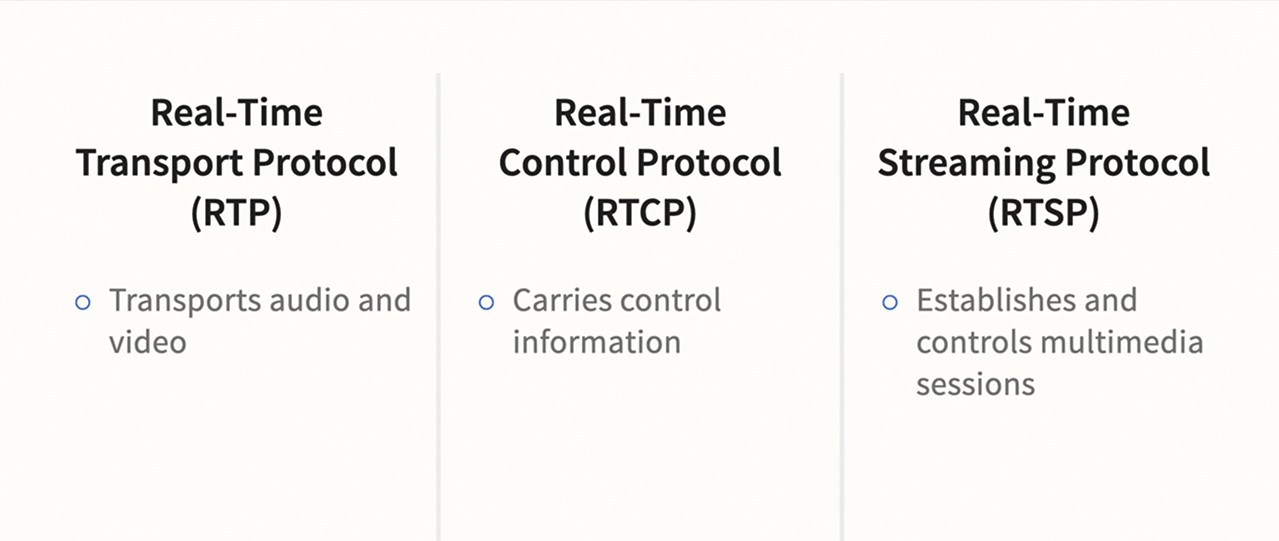 Real-Time
Transport Protocol
(RTP)
Transports audio and
video
Real-Time
Control Protocol
(RTCP)
Carries control
information
Real-Time
Streaming Protocol
(RTSP)
Establishes and
controls multimedia
sessions